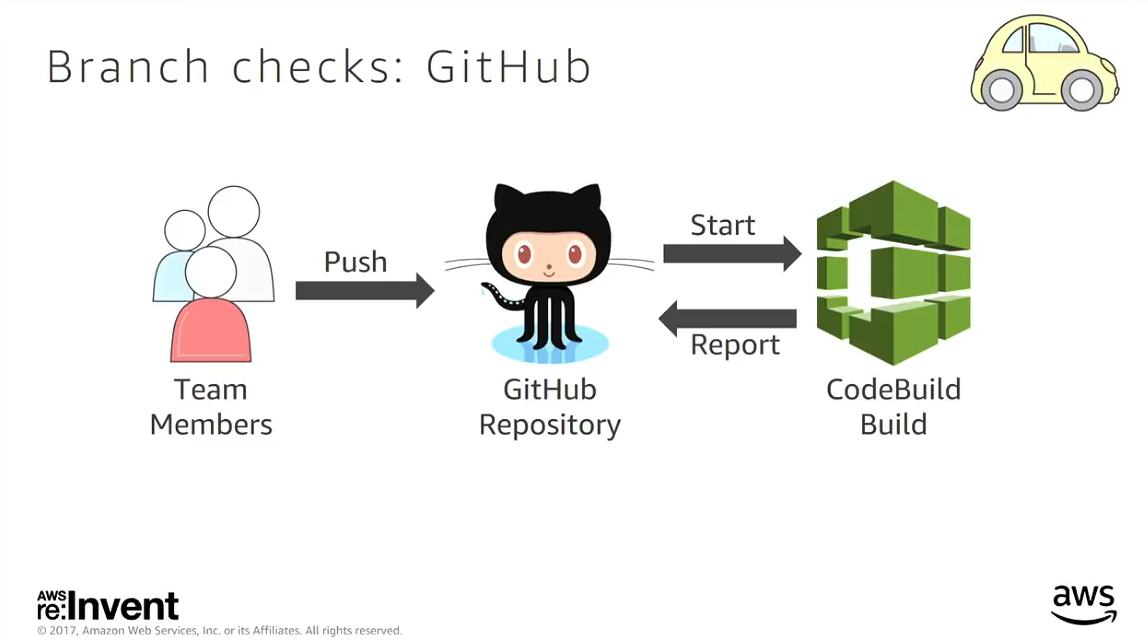 Branch checks: GitHub
Push
Start
Report
Team
Members
GitHub
Repository
CodeBuild
Build
AWS
re:Invent
© 2017, Amazon Web Services, Inc. or its Affiliates. All rights reserved.
aws